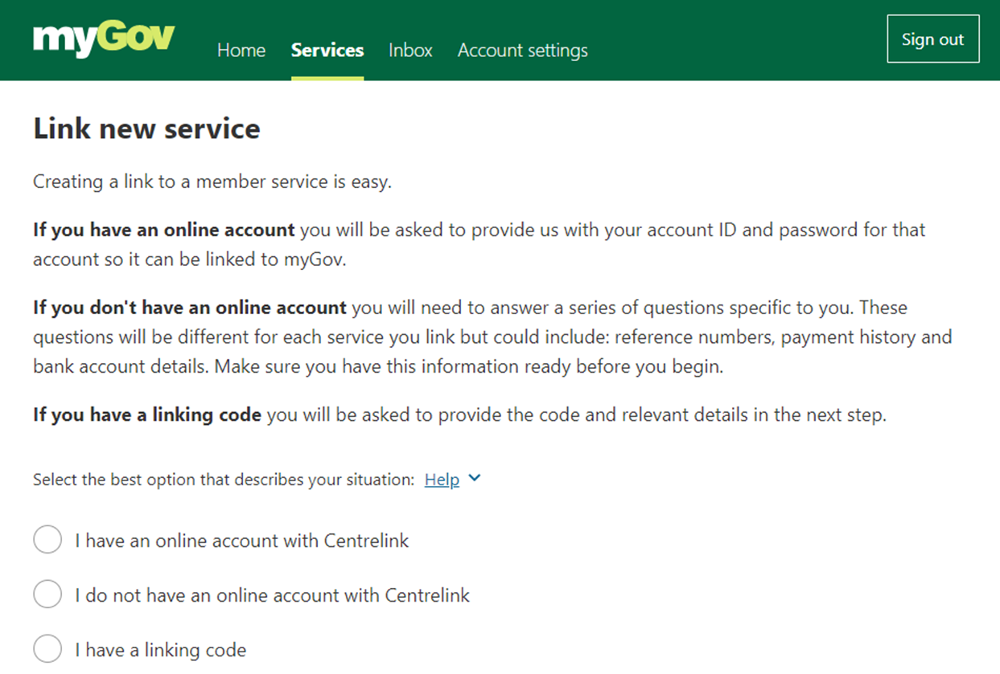 myGov
Home Services Inbox Account settings
Sign out
Link new service
Creating a link to a member service is easy.
If you have an online account you will be asked to provide us with your account ID and password for that
account so it can be linked to myGov.
If you don't have an online account you will need to answer a series of questions specific to you. These
questions will be different for each service you link but could include: reference numbers, payment history and
bank account details. Make sure you have this information ready before you begin.
If you have a linking code you will be asked to provide the code and relevant details in the next step.
Select the best option that describes your situation: Help
I have an online account with Centrelink
I do not have an online account with Centrelink
I have a linking code